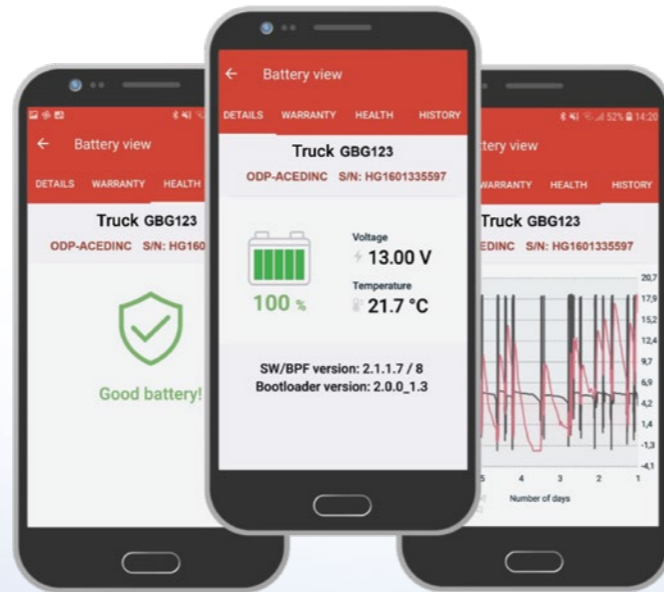 Battery view
DETAILS WARRANTY HEALTH
Truck GBG123
ODP-ACEDINC S/N: HG160
Good battery!
Battery view
DETAILS WARRANTY HEALTH HISTORY
Truck GBG123
ODP-ACEDINC S/N: HG1601335597
Voltage
13.00 V
100 %
Temperature
21.7 °C
SW/BPF version: 2.1.1.7 / 8
Bootloader version: 2.0.0_1.3
52% 14:20
ttery view
WARRANTY HEALTH HISTORY
Truck GBG123
EDINC S/N: HG1601335597
20,7
17,9
15,2
12,4
9,7
6,9
4,2
1,4
-1,3
-4,1
5 4 3 2 1
Number of days